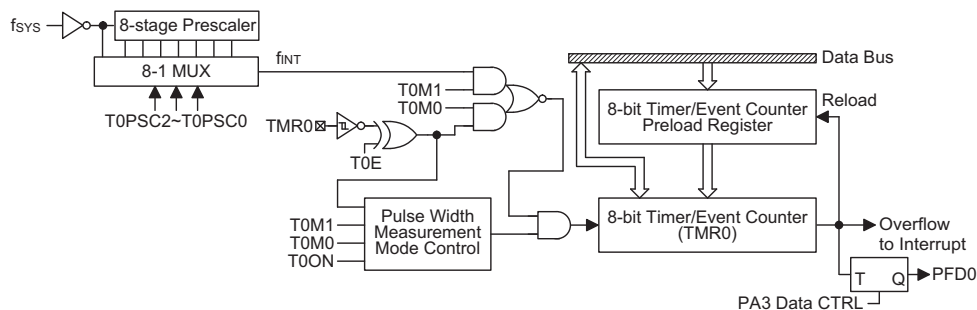 fSYS
8-stage Prescaler
8-1 MUX
fINT
T0PSC2~T0PSC0
T0M1
T0M0
TMR0
T0E
Data Bus
8-bit Timer/Event Counter
Preload Register
Reload
T0M1
T0M0
T0ON
Pulse Width
Measurement
Mode Control
8-bit Timer/Event Counter
(TMR0)
Overflow
to Interrupt
T
Q
PFD0
PA3 Data CTRL